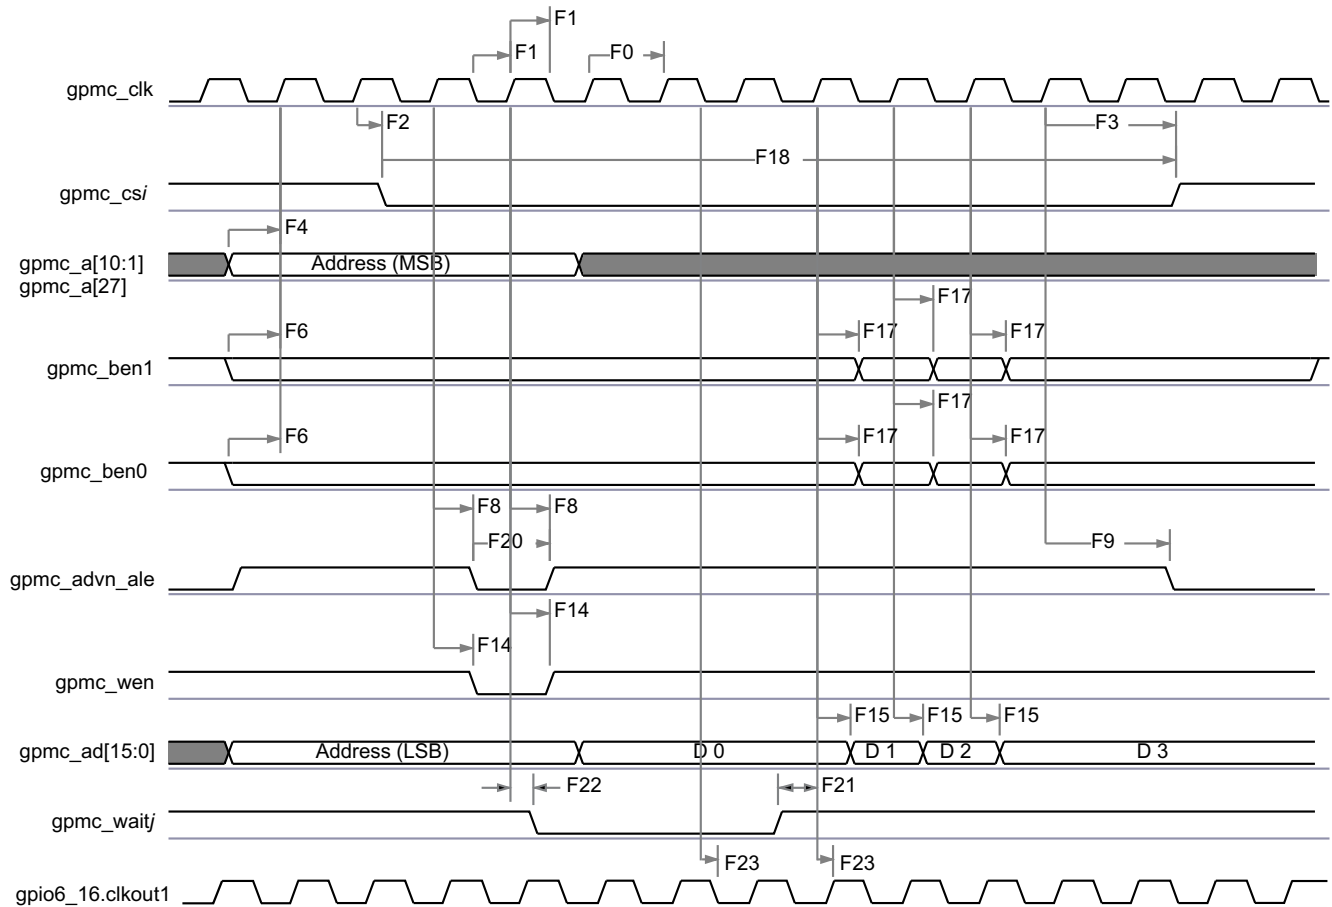 F1
F1 F0
gpmc_clk
F2 F3
F18
gpmc_csi
F4
gpmc_a[10:1] Address (MSB)
gpmc_a[27]
F17
F6 F17 F17
gpmc_ben1
F17
F6 F17 F17
gpmc_ben0
F8 F8
F20 F9
gpmc_advn_ale
F14
F14
gpmc_wen
F15 F15 F15
gpmc_ad[15:0] Address (LSB) D 0 D 1 D 2 D 3
F22 F21
gpmc_waitj
F23 F23
gpio6_16.clkout1